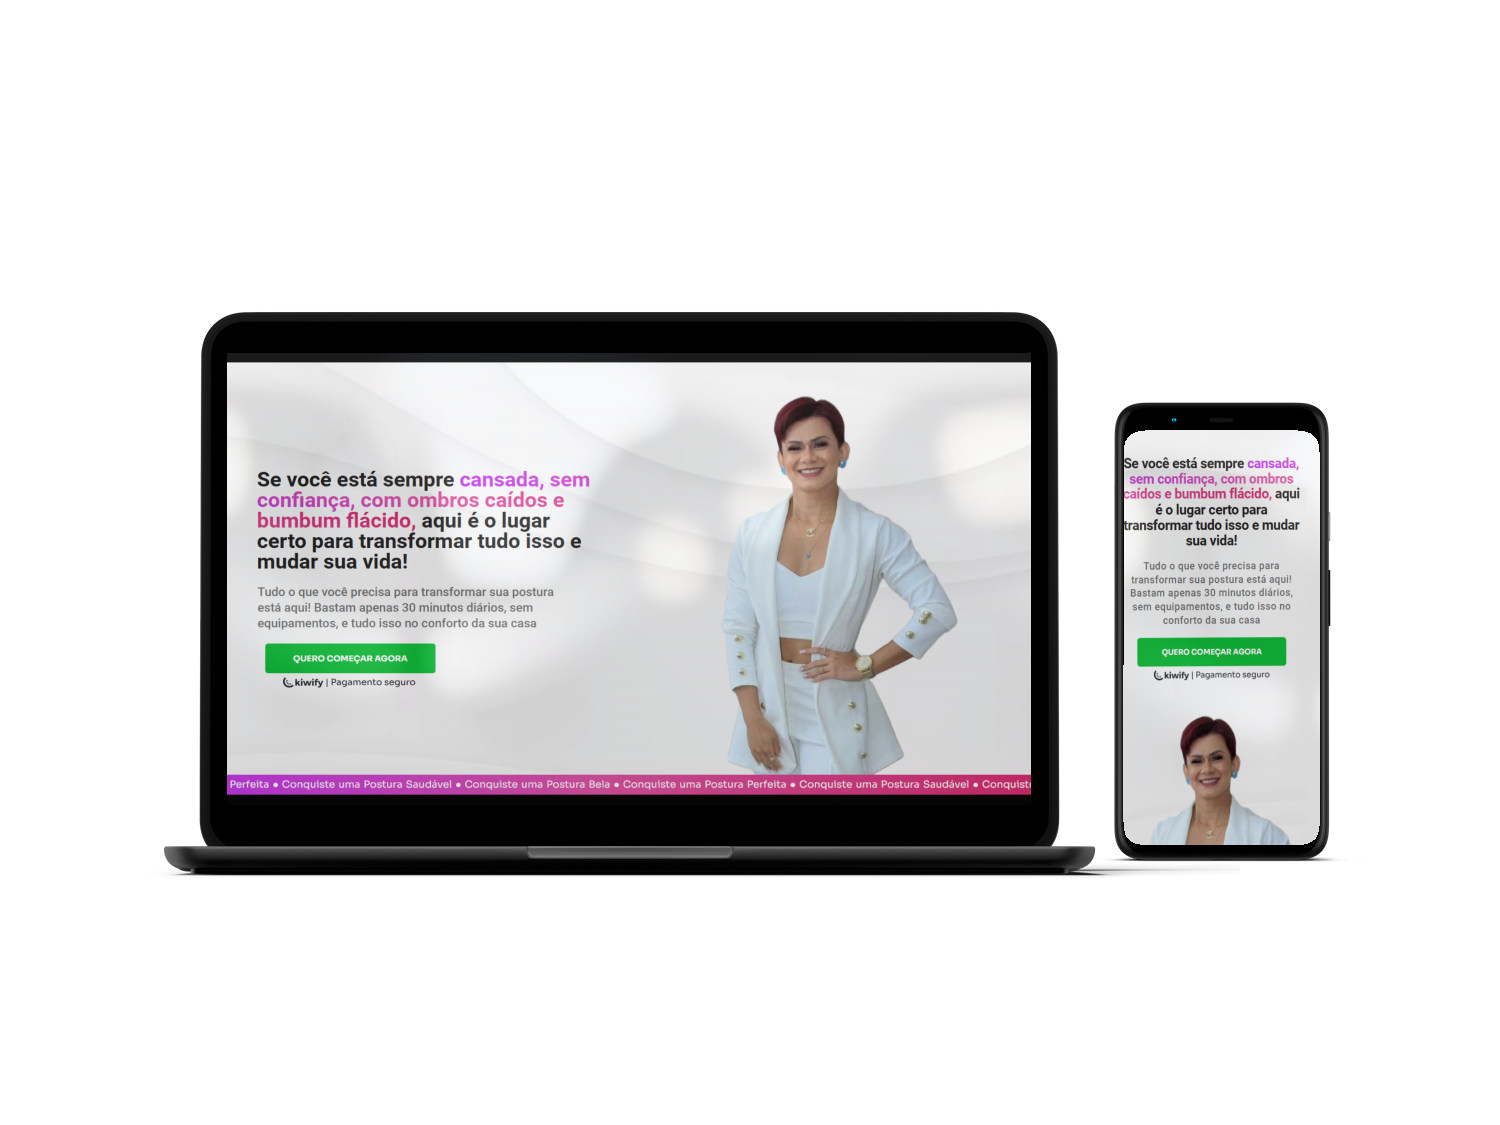 Se você está sempre cansada, sem
confiança, com ombros caídos e
bumbum flácido, aqui é o lugar
certo para transformar tudo isso e
mudar sua vida!
Tudo o que você precisa para transformar sua postura
está aqui! Bastam apenas 30 minutos diários, sem
equipamentos, e tudo isso no conforto da sua casa
QUERO COMEÇAR AGORA
kiwify | Pagamento seguro
Perfeita ● Conquiste uma Postura Saudável ● Conquiste uma Postura Bela ● Conquiste uma Postura Perfeita ● Conquiste uma Postura Saudável ● Conquiste
Se você está sempre cansada,
sem confiança, com ombros
caídos e bumbum flácido, aqui
é o lugar certo para
transformar tudo isso e mudar
sua vida!
Tudo o que você precisa para
transformar sua postura está aqui!
Bastam apenas 30 minutos diários,
sem equipamentos, e tudo isso no
conforto da sua casa
QUERO COMEÇAR AGORA
kiwify | Pagamento seguro